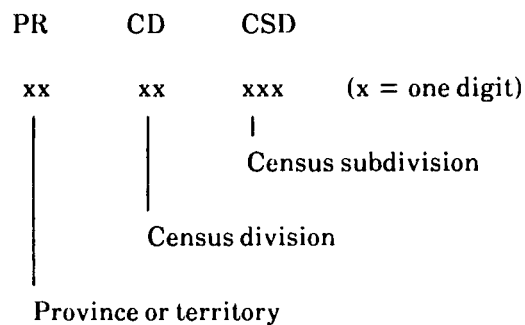 PR CD CSD
xx xx xxx (x = one digit)
Census subdivision
Census division
Province or territory